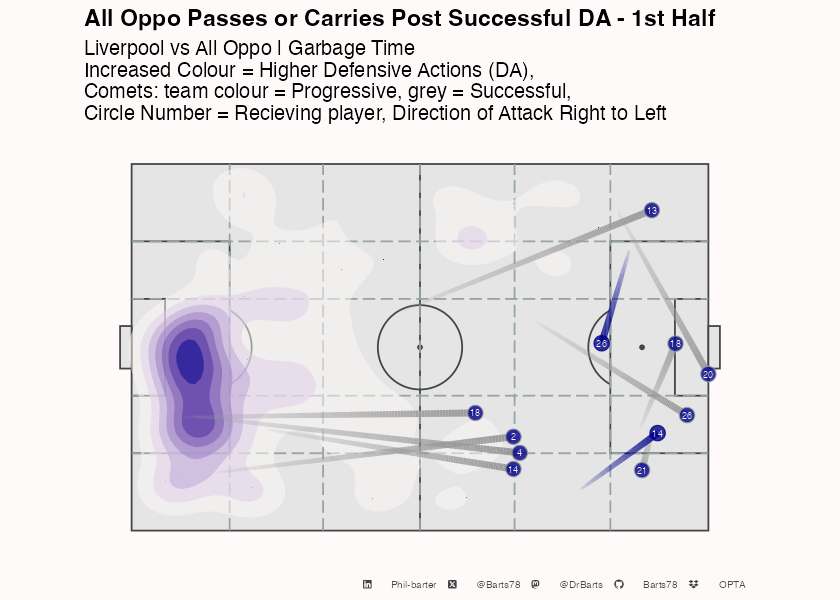 All Oppo Passes or Carries Post Successful DA - 1st Half
Liverpool vs All Oppo l Garbage Time
Increased Colour = Higher Defensive Actions (DA),
Comets: team colour = Progressive, grey = Successful,
Circle Number = Recieving player, Direction of Attack Right to Left
13
26
18
20
18
26
2
14
4
14
21
Phil-barter @Barts78 @DrBarts Barts78 OPTA